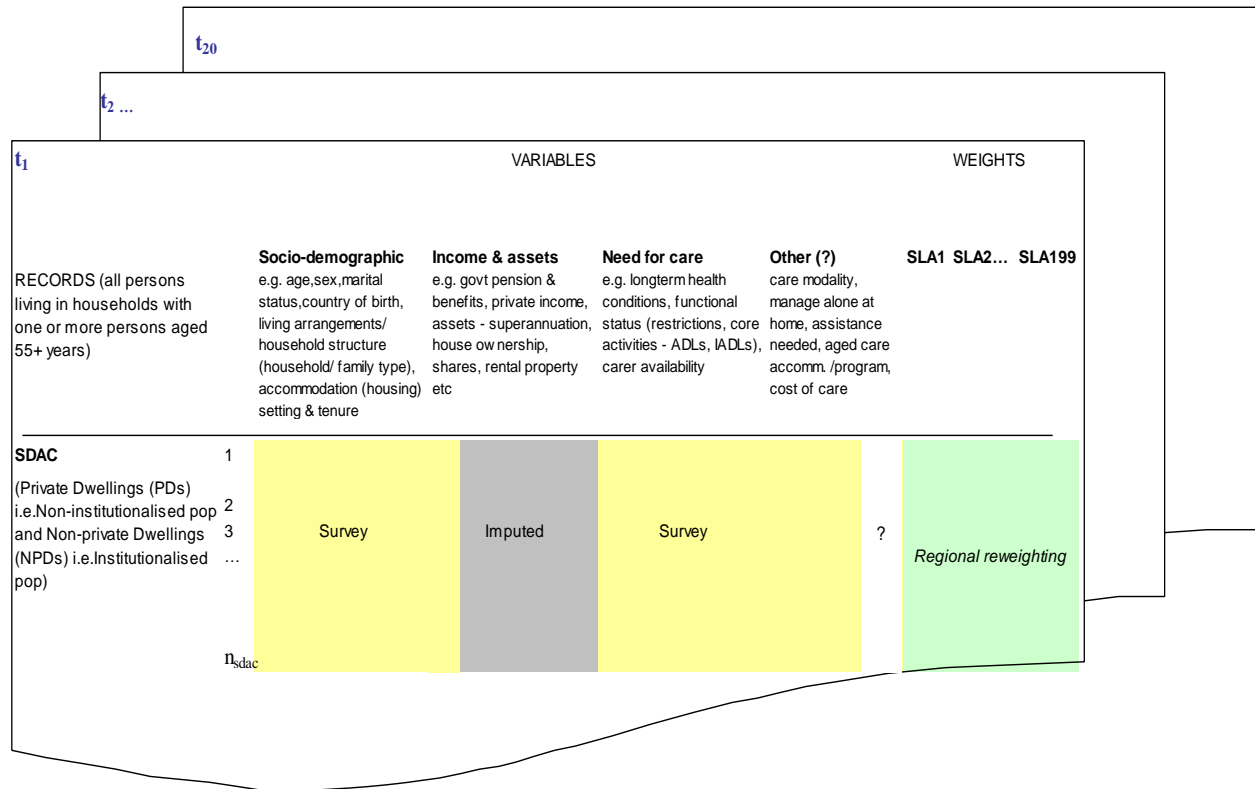 t20
t2 ...
t1
VARIABLES
WEIGHTS
RECORDS (all persons
living in households with
one or more persons aged
55+ years)
Socio-demographic
e.g. age,sex,marital
status,country of birth,
living arrangements/
household structure
(household/ family type),
accommodation (housing)
setting & tenure
Income & assets
e.g. govt pension &
benefits, private income,
assets - superannuation,
house ow nership,
shares, rental property
etc
Need for care
e.g. longterm health
conditions, functional
status (restrictions, core
activities - ADLs, IADLs),
carer availability
Other (?)
care modality,
manage alone at
home, assistance
needed, aged care
accomm. /program,
cost of care
SLA1 SLA2... SLA199
SDAC
(Private Dwellings (PDs)
i.e.Non-institutionalised pop
and Non-private Dwellings
(NPDs) i.e.Institutionalised
pop)
1
2
3
...
nsdac
Survey
Imputed
Survey
?
Regional reweighting